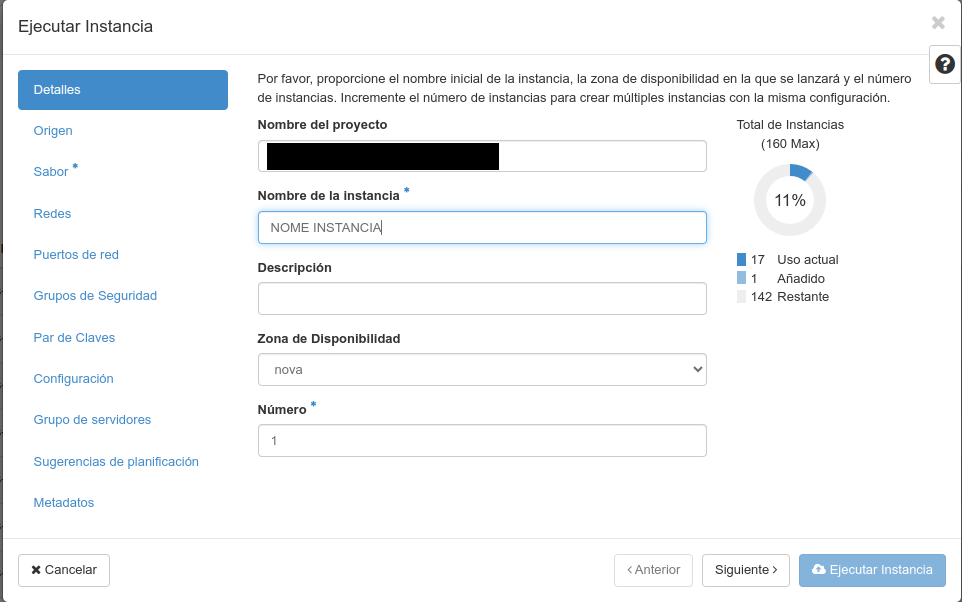 Ejecutar Instancia
Detalles
Origen
Sabor *
Redes
Puertos de red
Grupos de Seguridad
Par de Claves
Configuración
Grupo de servidores
Sugerencias de planificación
Metadatos
Por favor, proporcione el nombre inicial de la instancia, la zona de disponibilidad en la que se lanzará y el número
de instancias. Incremente el número de instancias para crear múltiples instancias con la misma configuración.
Nombre del proyecto
Nombre de la instancia *
NOME INSTANCIA
Descripción
Zona de Disponibilidad
nova
Número *
1
Total de Instancias
(160 Max)
11%
17 Uso actual
1 Añadido
142 Restante
Cancelar
Anterior
Siguiente
Ejecutar Instancia